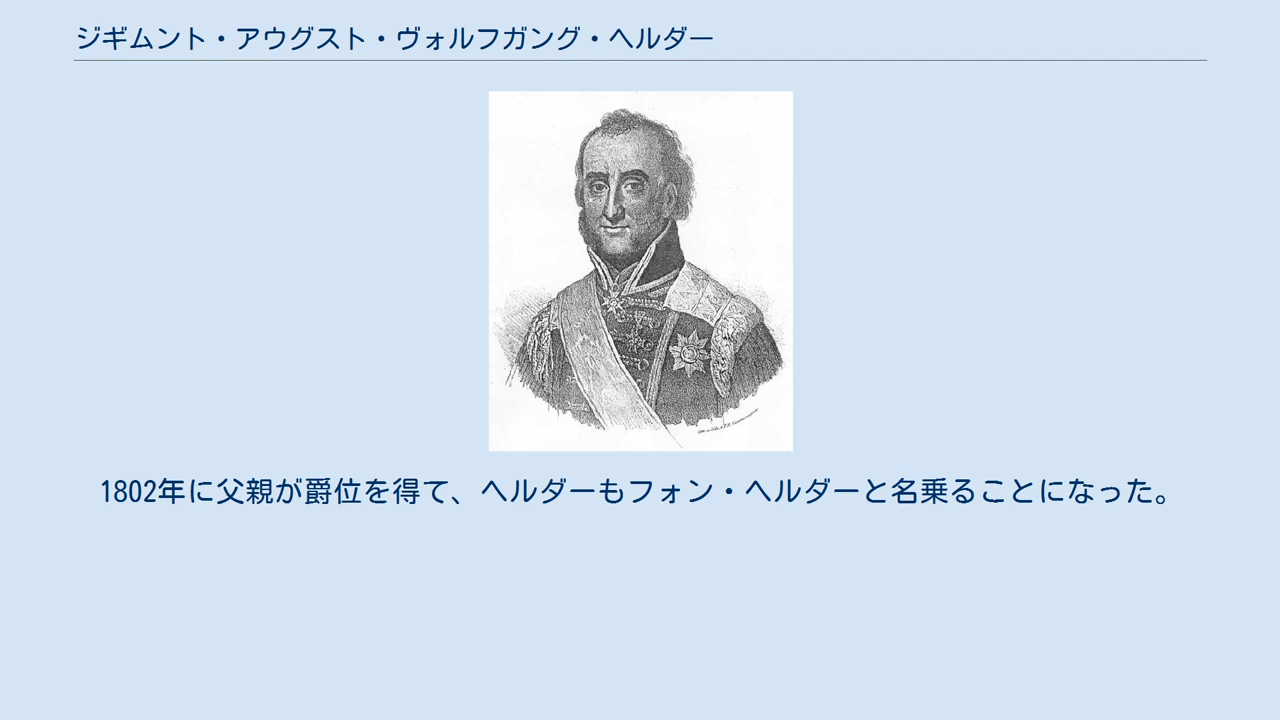 ジギムント・アウグスト・ヴォルフガング・ヘルダー
1802年に父親が爵位を得て、ヘルダーもフォン・ヘルダーと名乗ることになった。